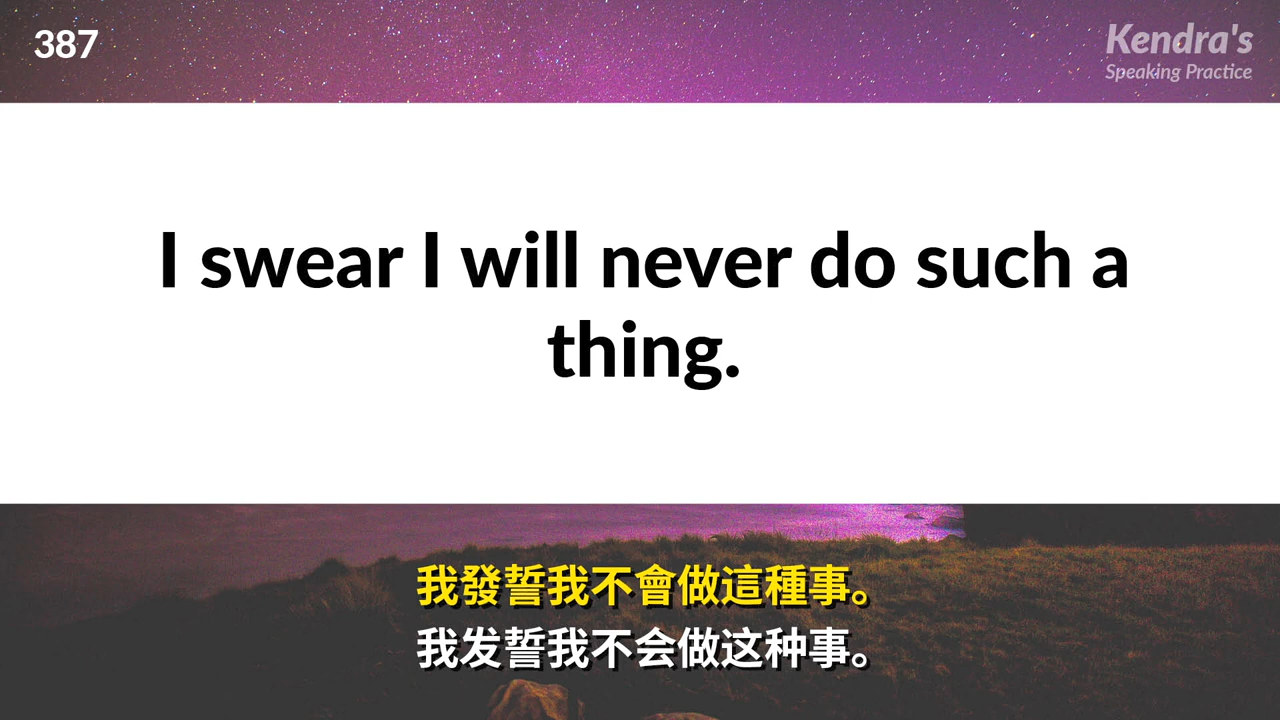 387
Kendra's
Speaking Practice
I swear I will never do such a
thing.
我發誓我不會做這種事。
我发誓我不会做这种事。